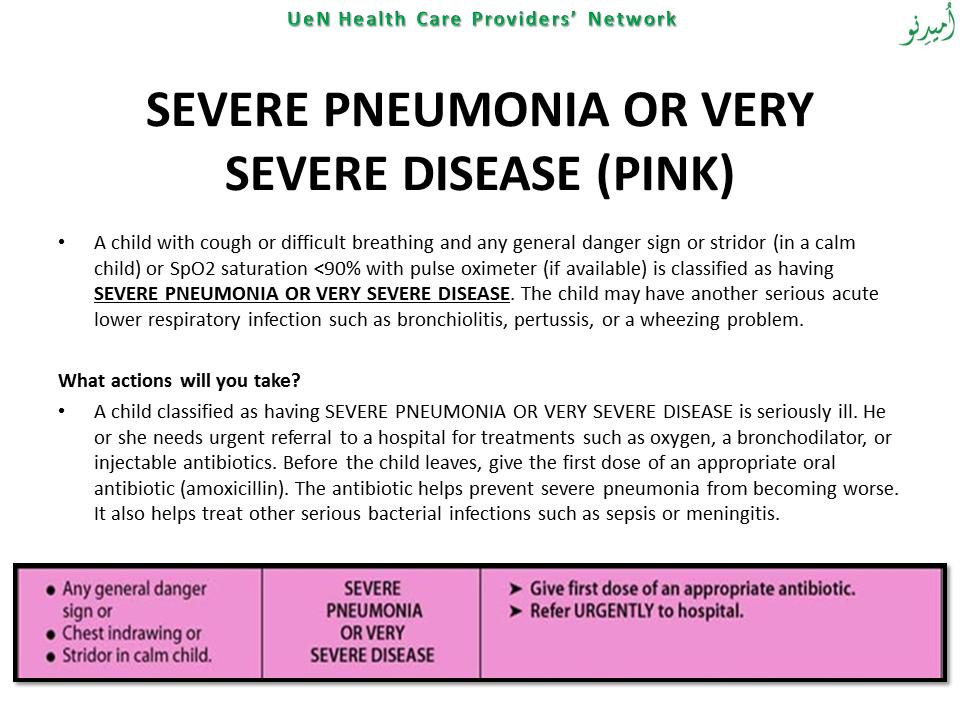 UeN Health Care Providers’ Network
اُمیدِنو
SEVERE PNEUMONIA OR VERY
SEVERE DISEASE (PINK)
• A child with cough or difficult breathing and any general danger sign or stridor (in a calm
child) or SpO2 saturation <90% with pulse oximeter (if available) is classified as having
SEVERE PNEUMONIA OR VERY SEVERE DISEASE. The child may have another serious acute
lower respiratory infection such as bronchiolitis, pertussis, or a wheezing problem.
What actions will you take?
• A child classified as having SEVERE PNEUMONIA OR VERY SEVERE DISEASE is seriously ill. He
or she needs urgent referral to a hospital for treatments such as oxygen, a bronchodilator, or
injectable antibiotics. Before the child leaves, give the first dose of an appropriate oral
antibiotic (amoxicillin). The antibiotic helps prevent severe pneumonia from becoming worse.
It also helps treat other serious bacterial infections such as sepsis or meningitis.
● Any general danger
sign or
● Chest indrawing or
● Stridor in calm child.
SEVERE
PNEUMONIA
OR VERY
SEVERE DISEASE
➤ Give first dose of an appropriate antibiotic.
➤ Refer URGENTLY to hospital.